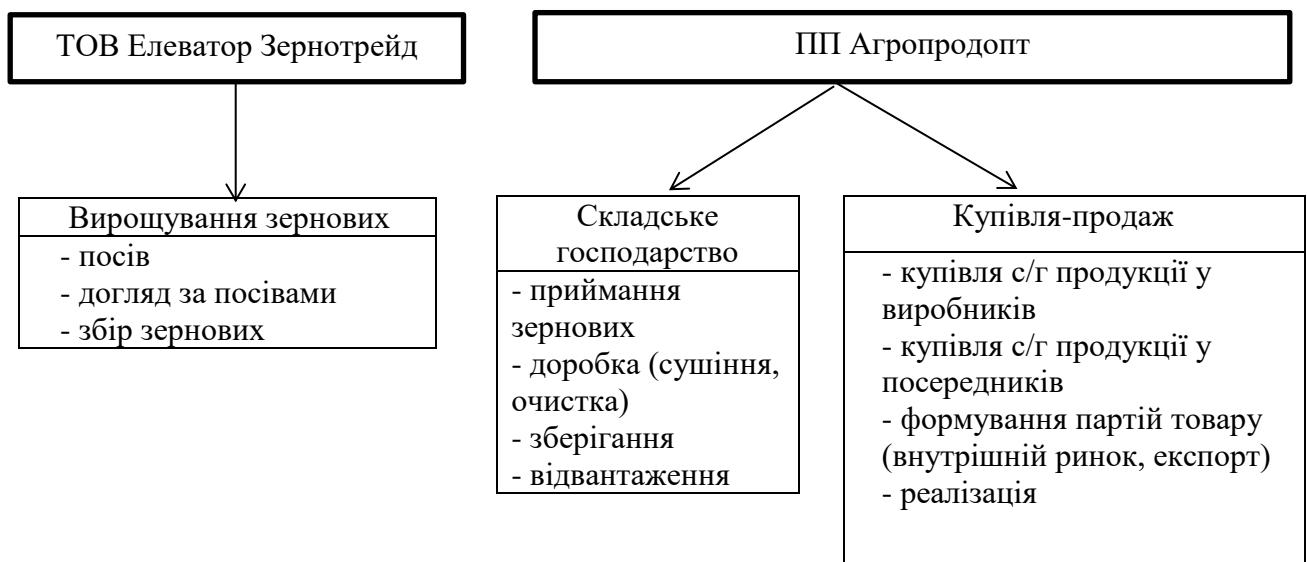 ТОВ Елеватор Зернотрейд
ПП Агропродопт
Вирощування зернових
- посів
- догляд за посівами
- збір зернових
Складське
господарство
- приймання
зернових
- доробка (сушіння,
очистка)
- зберігання
- відвантаження
Купівля-продаж
- купівля с/г продукції у
виробників
- купівля с/г продукції у
посередників
- формування партій товару
(внутрішній ринок, експорт)
- реалізація